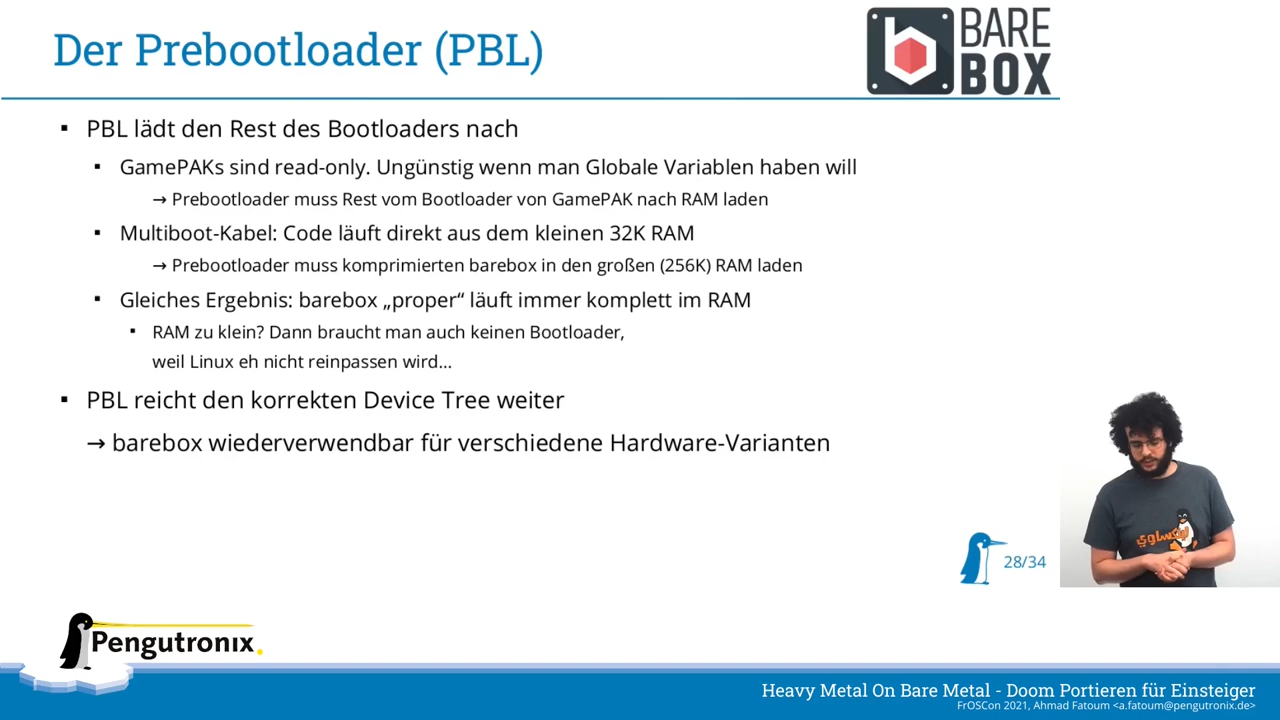 Der Prebootloader (PBL)
BARE
BOX
▪ PBL lädt den Rest des Bootloaders nach
▪ GamePAKs sind read-only. Ungünstig wenn man Globale Variablen haben will
→ Prebootloader muss Rest vom Bootloader von GamePAK nach RAM laden
▪ Multiboot-Kabel: Code läuft direkt aus dem kleinen 32K RAM
→ Prebootloader muss komprimierten barebox in den großen (256K) RAM laden
▪ Gleiches Ergebnis: barebox „proper“ läuft immer komplett im RAM
▪ RAM zu klein? Dann braucht man auch keinen Bootloader,
weil Linux eh nicht reinpassen wird…
▪ PBL reicht den korrekten Device Tree weiter
→ barebox wiederverwendbar für verschiedene Hardware-Varianten
28/34
Pengutronix
Heavy Metal On Bare Metal - Doom Portieren für Einsteiger
FrOSCon 2021, Ahmad Fatoum <a.fatoum@pengutronix.de>